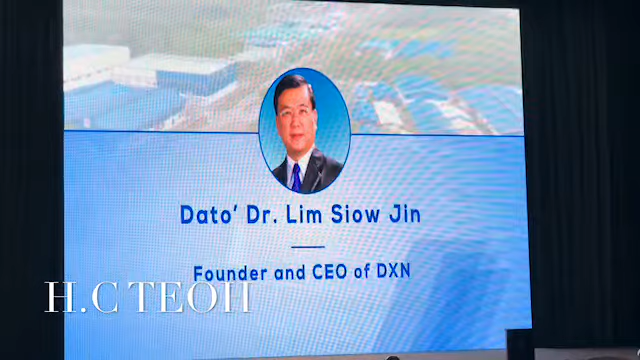 Dato' Dr. Lim Siow Jin
Founder and CEO of DXN
H.C TEOH